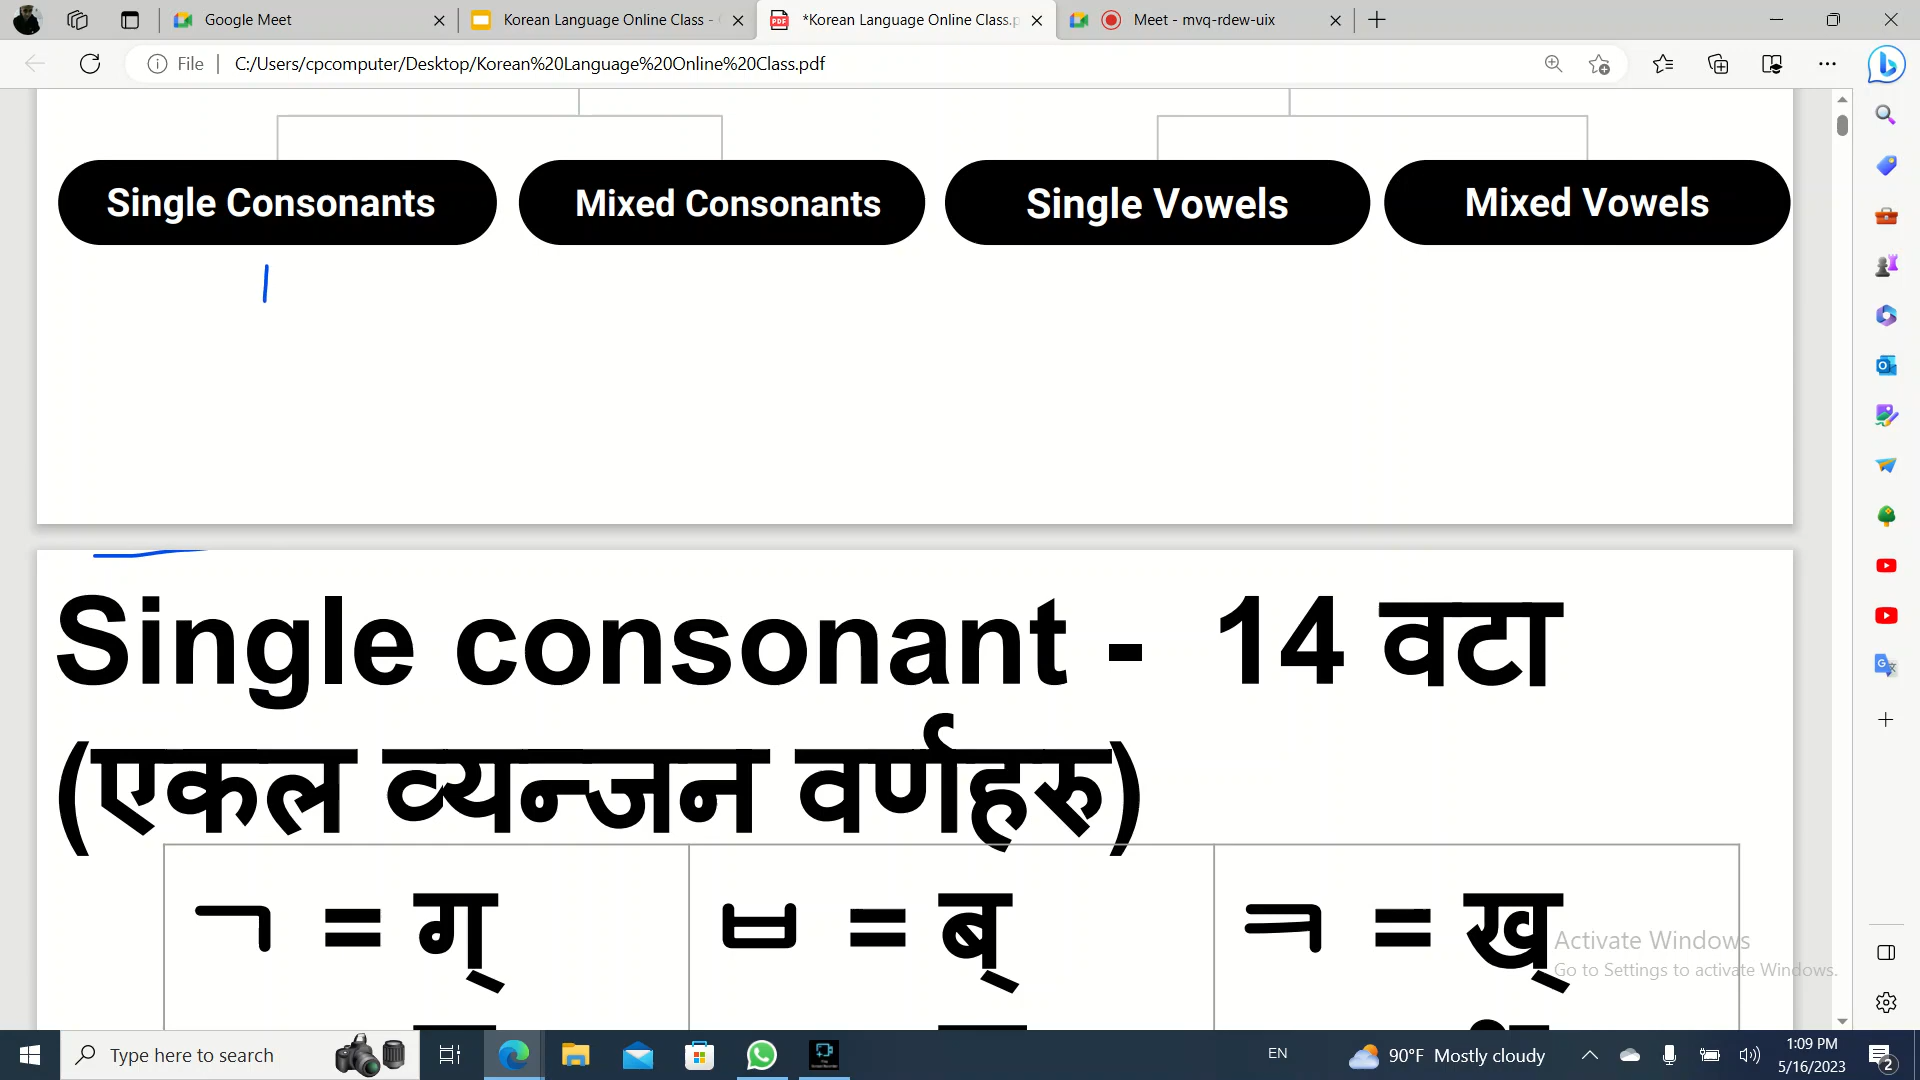 Google Meet
Korean Language Online Class -
*Korean Language Online Class.p
Meet - mvq-rdew-uix
File
C:/Users/cpcomputer/Desktop/Korean%20Language%20Online%20Class.pdf
Single Consonants
Mixed Consonants
Single Vowels
Mixed Vowels
Single consonant - 14 वटा
(एकल व्यन्जन वर्णहरु)
ㄱ = ग्
ㅂ = ब्
ㅋ = ख्
Activate Windows
Go to Settings to activate Windows.
Type here to search
EN
90°F Mostly cloudy
1:09 PM
5/16/2023
2